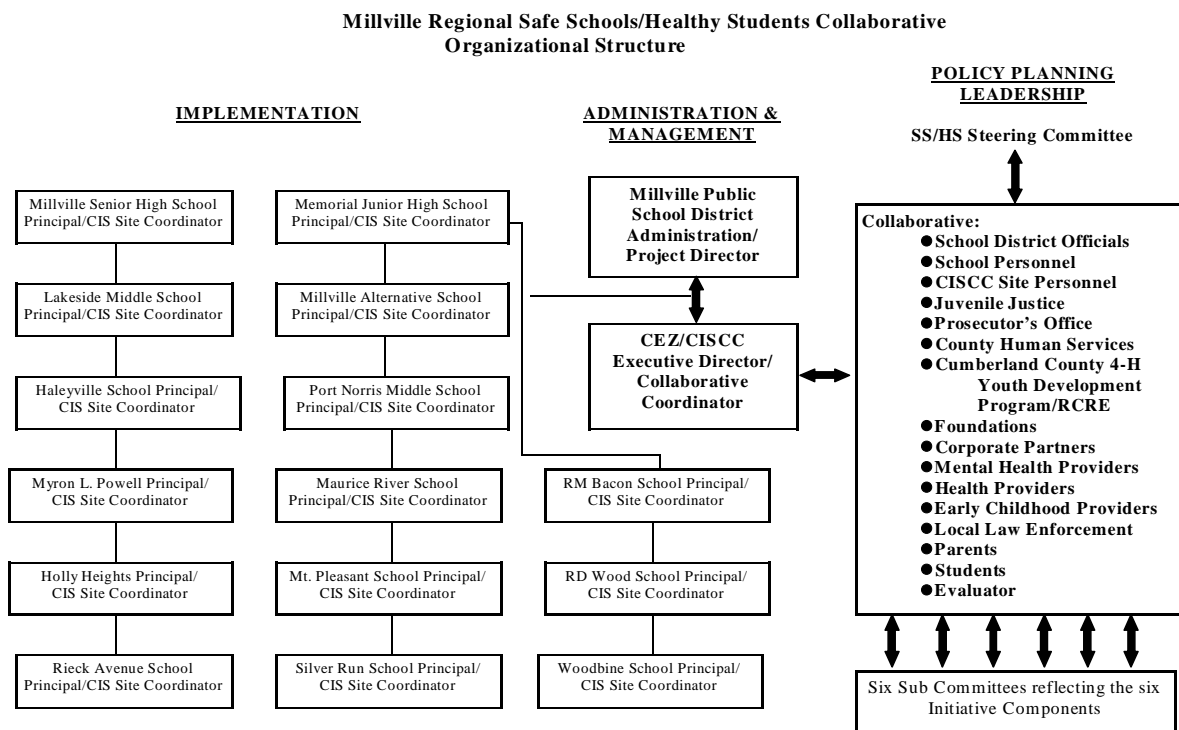 Millville Regional Safe Schools/Healthy Students Collaborative
Organizational Structure
IMPLEMENTATION
ADMINISTRATION &
MANAGEMENT
POLICY PLANNING
LEADERSHIP
SS/HS Steering Committee
Millville Senior High School
Principal/CIS Site Coordinator
Lakeside Middle School
Principal/CIS Site Coordinator
Haleyville School Principal/
CIS Site Coordinator
Myron L. Powell Principal/
CIS Site Coordinator
Holly Heights Principal/
CIS Site Coordinator
Rieck Avenue School
Principal/CIS Site Coordinator
Memorial Junior High School
Principal/CIS Site Coordinator
Millville Alternative School
Principal/CIS Site Coordinator
Port Norris Middle School
Principal/CIS Site Coordinator
Maurice River School
Principal/CIS Site Coordinator
Mt. Pleasant School Principal/
CIS Site Coordinator
Silver Run School Principal/
CIS Site Coordinator
Millville Public
School District
Administration/
Project Director
CEZ/CISCC
Executive Director/
Collaborative
Coordinator
RM Bacon School Principal/
CIS Site Coordinator
RD Wood School Principal/
CIS Site Coordinator
Woodbine School Principal/
CIS Site Coordinator
Collaborative:
●School District Officials
●School Personnel
●CISCC Site Personnel
●Juvenile Justice
●Prosecutor's Office
●County Human Services
●Cumberland County 4-H
Youth Development
Program/RCRE
●Foundations
●Corporate Partners
●Mental Health Providers
●Health Providers
●Early Childhood Providers
●Local Law Enforcement
●Parents
●Students
●Evaluator
Six Sub Committees reflecting the six
Initiative Components